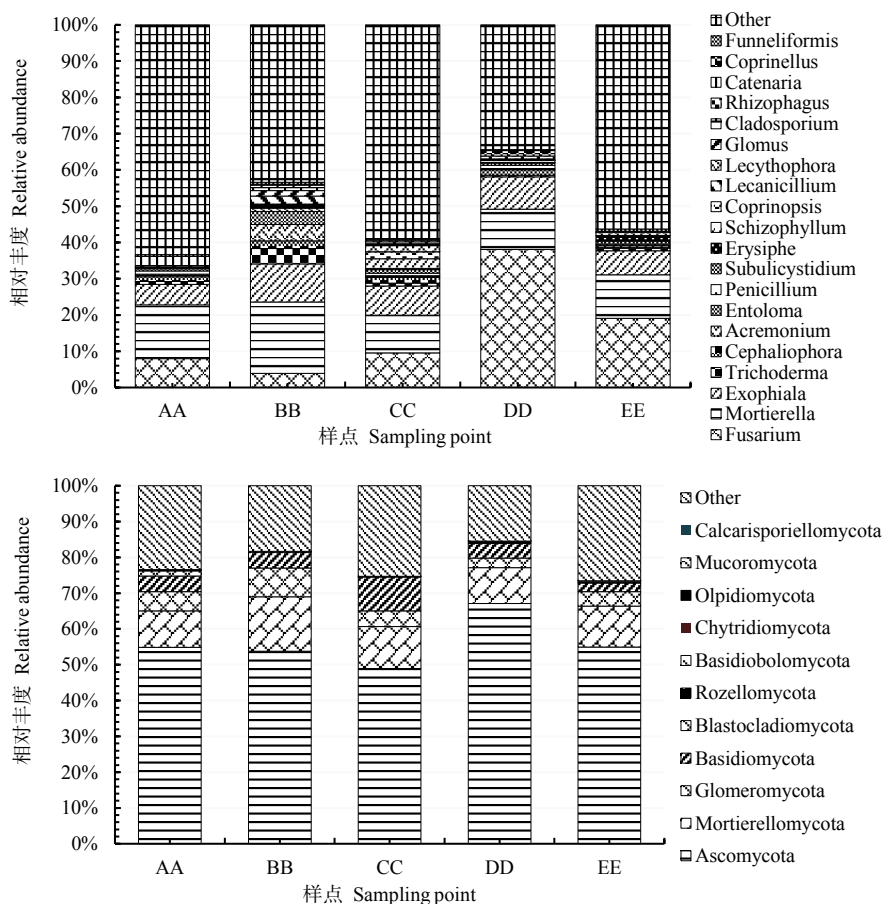 100%
90%
80%
70%
60%
50%
40%
30%
20%
10%
0%
相对丰度 Relative abundance
AA BB CC DD EE
样点 Sampling point
Other
Funneliformis
Coprinellus
Catenaria
Rhizophagus
Cladosporium
Glomus
Lecythophora
Lecanicillium
Coprinopsis
Schizophyllum
Erysiphe
Subulicystidium
Penicillium
Entoloma
Acremonium
Cephaliophora
Trichoderma
Exophiala
Mortierella
Fusarium
100%
90%
80%
70%
60%
50%
40%
30%
20%
10%
0%
相对丰度 Relative abundance
AA BB CC DD EE
样点 Sampling point
Other
Calcarisporiellomycota
Mucoromycota
Olpidiomycota
Chytridiomycota
Basidiobolomycota
Rozellomycota
Blastocladiomycota
Basidiomycota
Glomeromycota
Mortierellomycota
Ascomycota